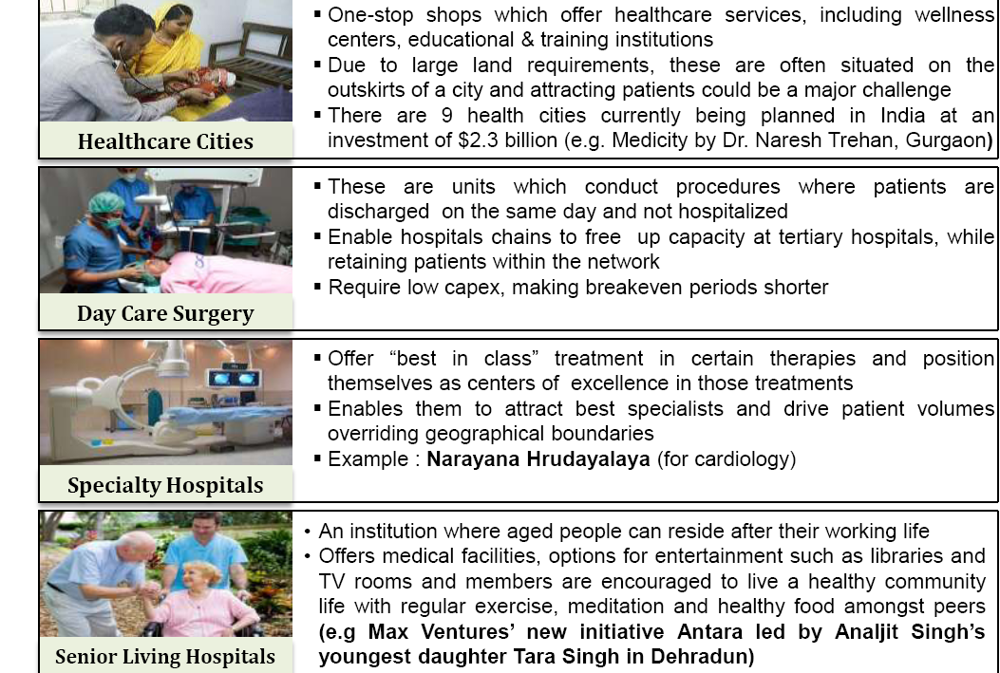 ▪ One-stop shops which offer healthcare services, including wellness
centers, educational & training institutions
▪ Due to large land requirements, these are often situated on the
outskirts of a city and attracting patients could be a major challenge
▪ There are 9 health cities currently being planned in India at an
investment of $2.3 billion (e.g. Medicity by Dr. Naresh Trehan, Gurgaon)
Healthcare Cities
▪ These are units which conduct procedures where patients are
discharged on the same day and not hospitalized
▪ Enable hospitals chains to free up capacity at tertiary hospitals, while
retaining patients within the network
▪ Require low capex, making breakeven periods shorter
Day Care Surgery
▪ Offer “best in class” treatment in certain therapies and position
themselves as centers of excellence in those treatments
▪ Enables them to attract best specialists and drive patient volumes
overriding geographical boundaries
▪ Example : Narayana Hrudayalaya (for cardiology)
Specialty Hospitals
• An institution where aged people can reside after their working life
• Offers medical facilities, options for entertainment such as libraries and
TV rooms and members are encouraged to live a healthy community
life with regular exercise, meditation and healthy food amongst peers
(e.g Max Ventures’ new initiative Antara led by Analjit Singh’s
youngest daughter Tara Singh in Dehradun)
Senior Living Hospitals